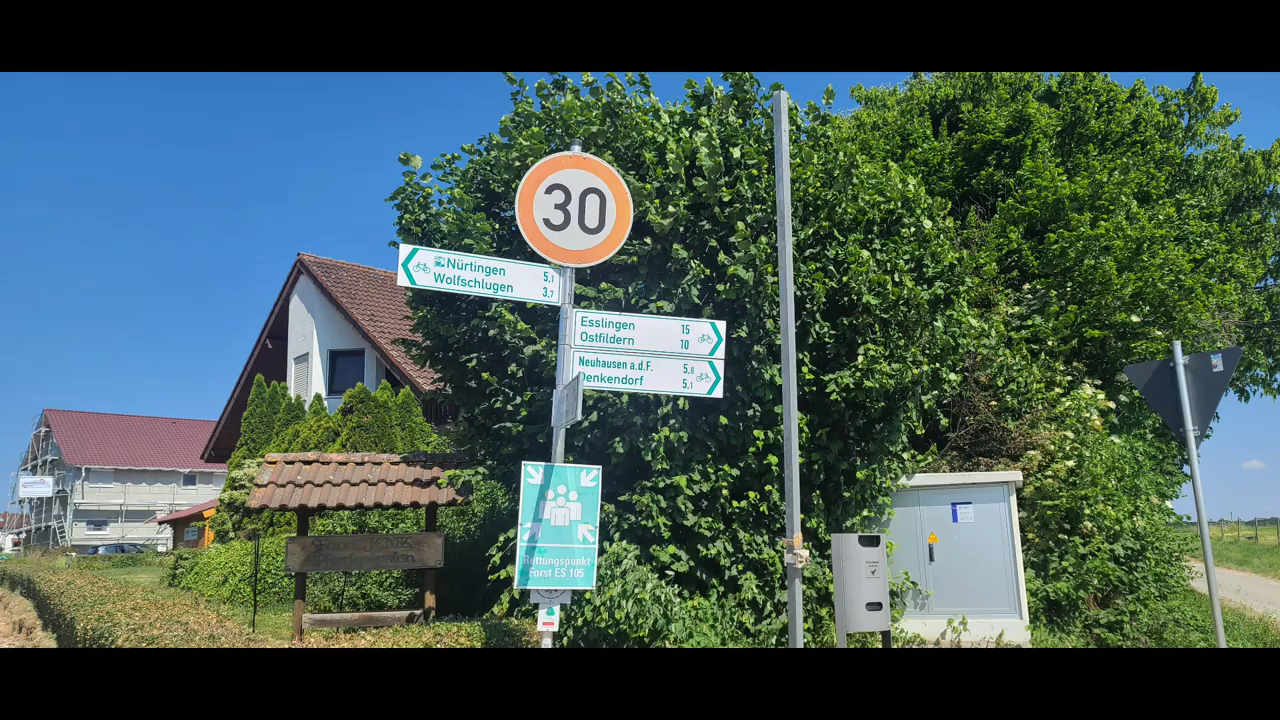 30
Nürtingen 5,1
Wolfschlugen 3,7
Esslingen 15
Ostfildern 10
Neuhausen a.d.F. 5,8
Denkendorf 5,1
Rettungspunkt
Forst ES 105